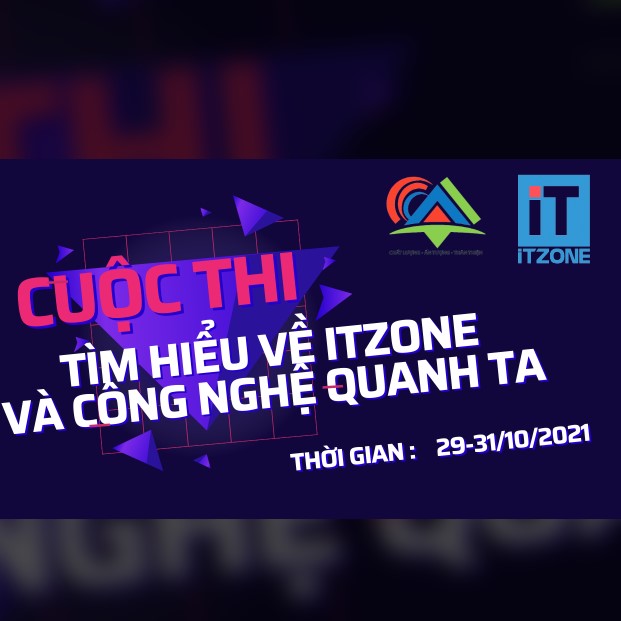 iT
iTZONE
CUỘC THI
TÌM HIỂU VỀ ITZONE
VÀ CÔNG NGHỆ QUANH TA
THỜI GIAN : 29-31/10/2021